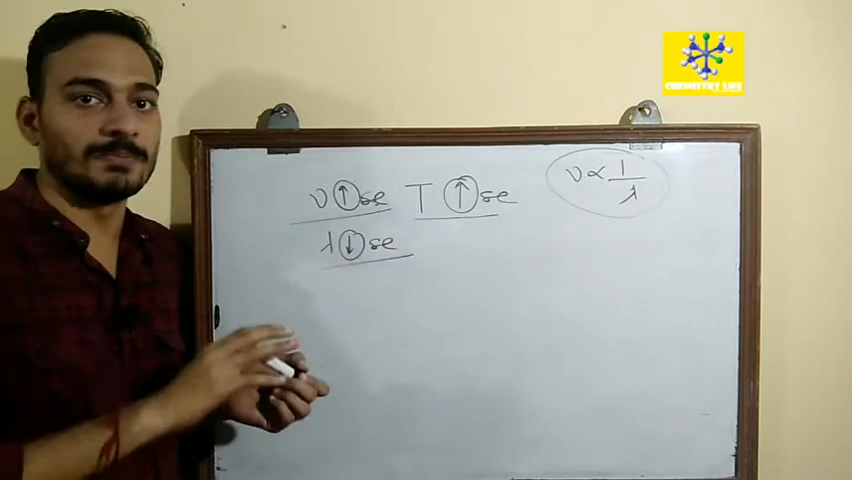 CHEMISTRY LIFE
ν ↑ se T ↑ se
ν ∝ 1/λ
λ ↓ se